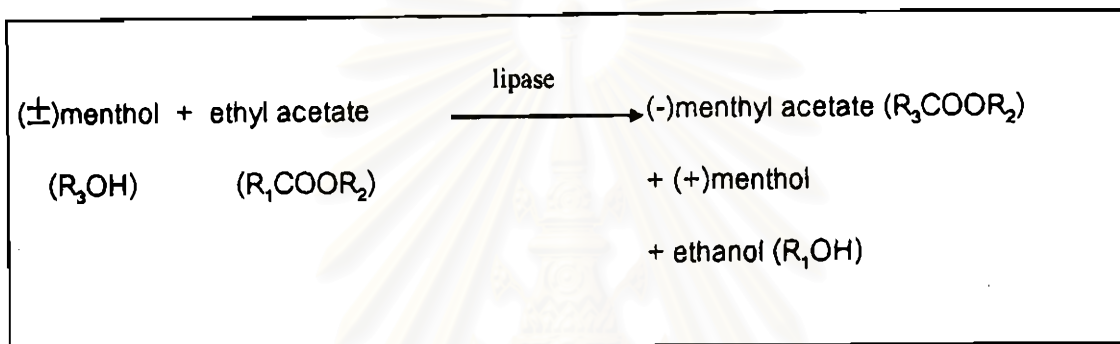 lipase
(±)menthol + ethyl acetate (-)menthyl acetate (R₃COOR₂)
(R₃OH) (R₁COOR₂) + (+)menthol
+ ethanol (R₁OH)